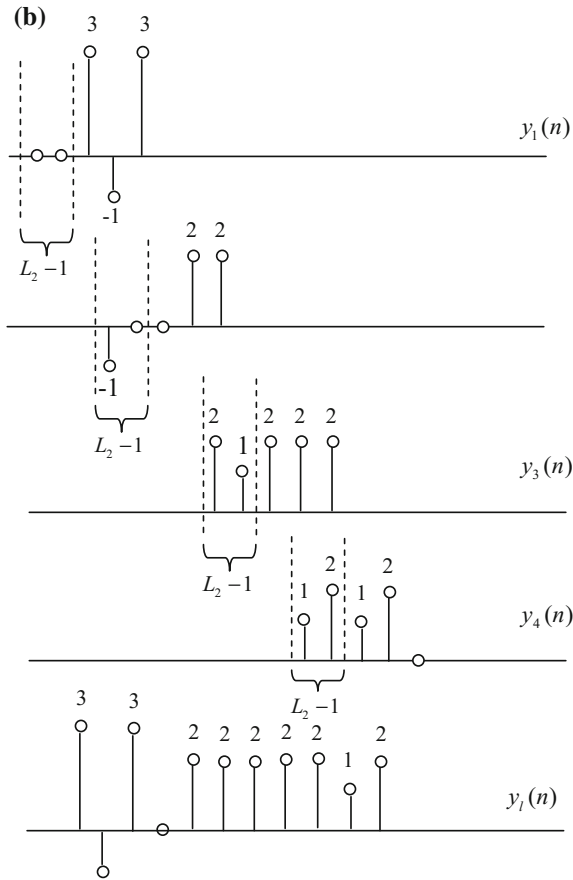 (b)
3 3
y₁(n)
-1
L₂ −1
2 2
-1
L₂ −1
2 1 2 2 2
y₃(n)
L₂ −1
1 2 1 2
y₄(n)
L₂ −1
3 3
2 2 2 2 2 1 2
yₗ(n)